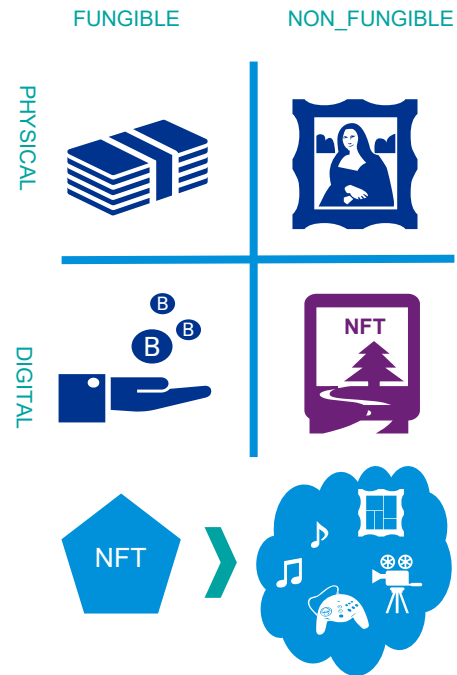 FUNGIBLE
NON_FUNGIBLE
PHYSICAL
B
B
B
NFT
DIGITAL
NFT